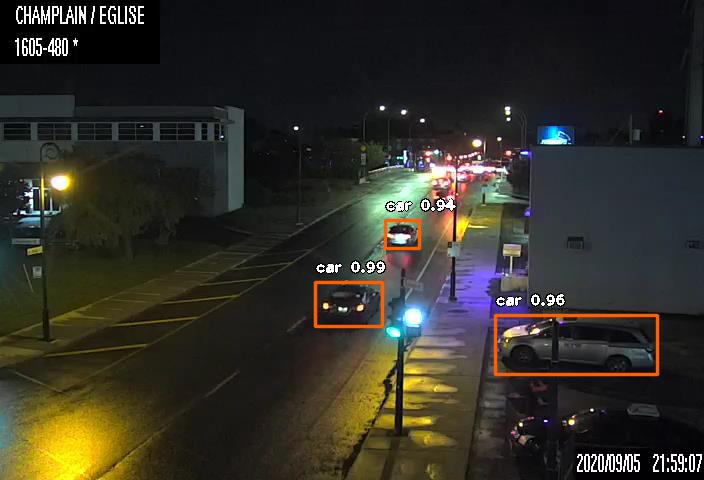 CHAMPLAIN / EGLISE
1605-480 *
car 0.94
car 0.99
car 0.96
2020/09/05 21:59:07